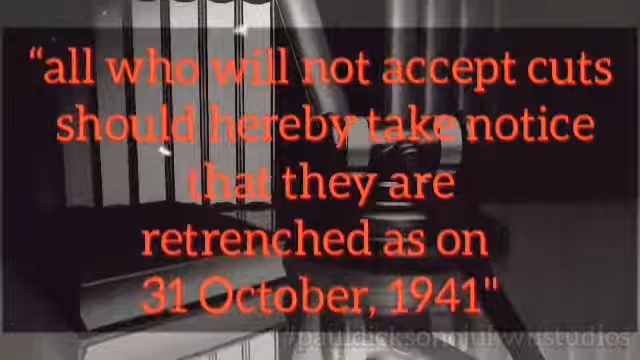 “all who will not accept cuts
should hereby take notice
that they are
retrenched as on
31 October, 1941"